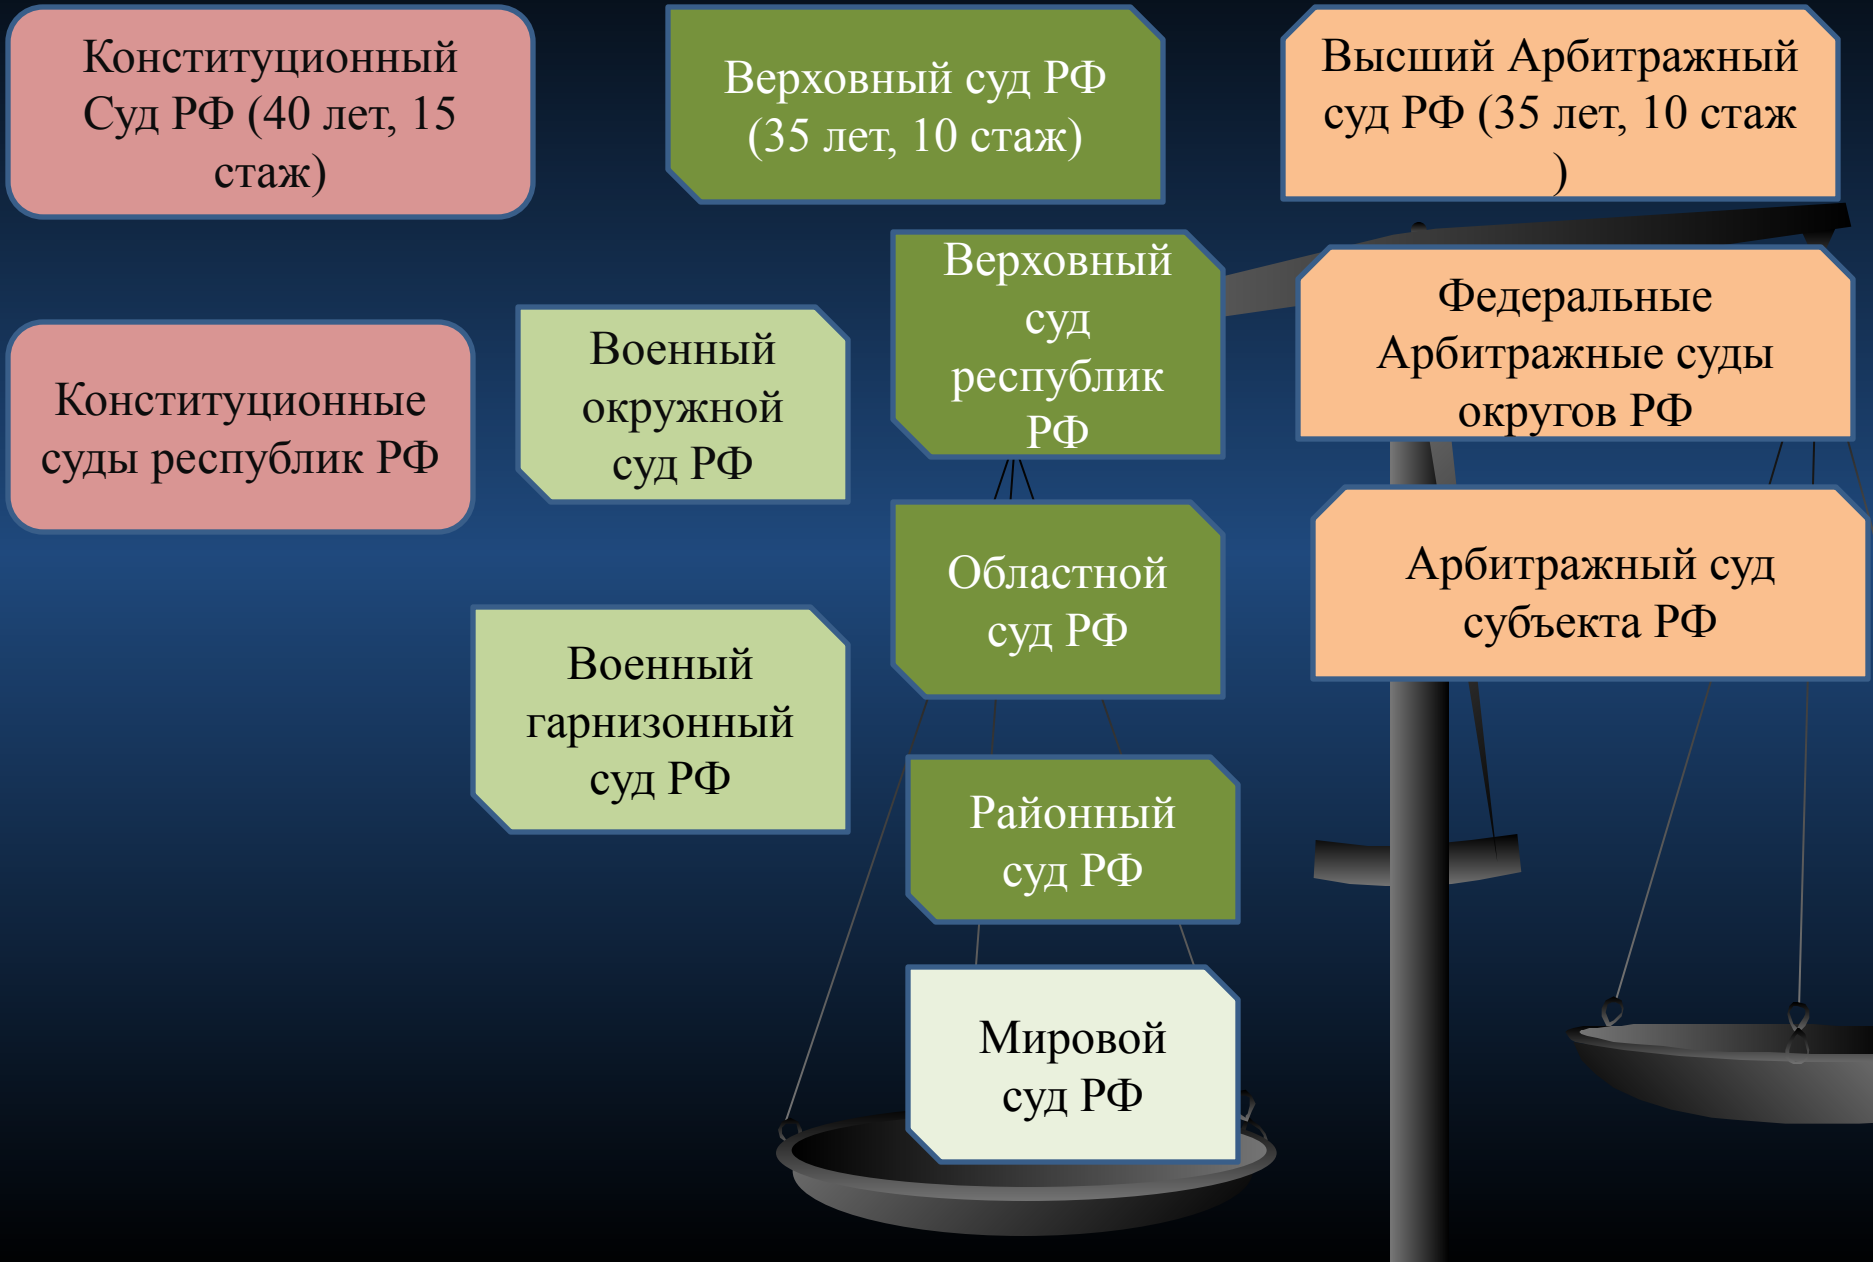 Конституционный
Суд РФ (40 лет, 15
стаж)
Верховный суд РФ
(35 лет, 10 стаж)
Высший Арбитражный
суд РФ (35 лет, 10 стаж
)
Конституционные
суды республик РФ
Военный
окружной
суд РФ
Верховный
суд
республик
РФ
Федеральные
Арбитражные суды
округов РФ
Военный
гарнизонный
суд РФ
Областной
суд РФ
Арбитражный суд
субъекта РФ
Районный
суд РФ
Мировой
суд РФ